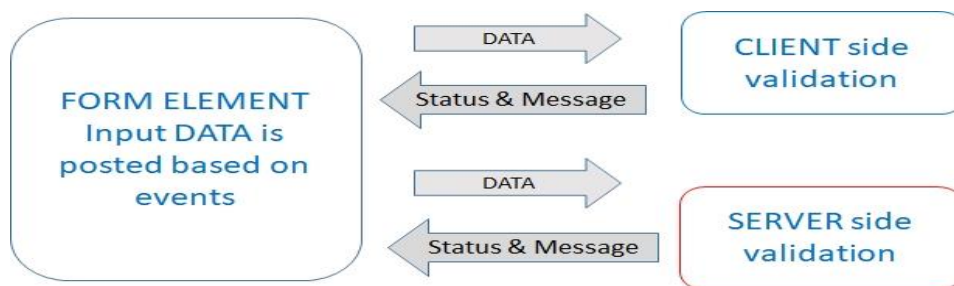 FORM ELEMENT
Input DATA is
posted based on
events
DATA
Status & Message
CLIENT side
validation
DATA
Status & Message
SERVER side
validation